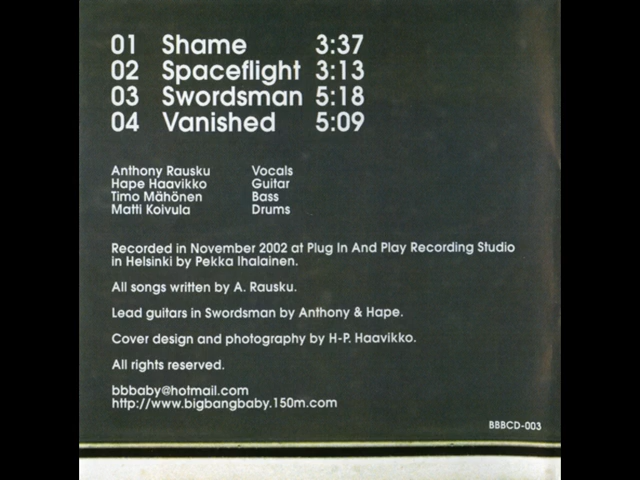 01 Shame 3:37
02 Spaceflight 3:13
03 Swordsman 5:18
04 Vanished 5:09
Anthony Rausku Vocals
Hape Haavikko Guitar
Timo Mähönen Bass
Matti Koivula Drums
Recorded in November 2002 at Plug In And Play Recording Studio
in Helsinki by Pekka Ihalainen.
All songs written by A. Rausku.
Lead guitars in Swordsman by Anthony & Hape.
Cover design and photography by H-P. Haavikko.
All rights reserved.
bbbaby@hotmail.com
http://www.bigbangbaby.150m.com
BBBCD-003